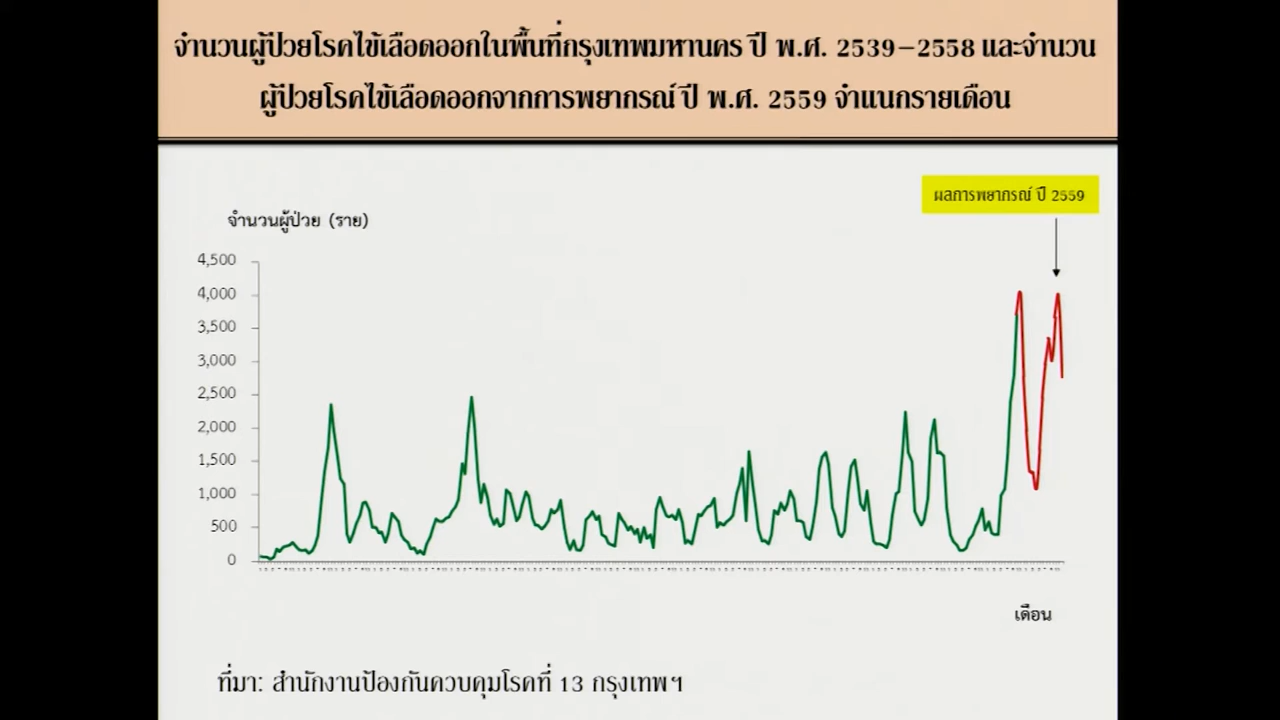 จำนวนผู้ป่วยโรคไข้เลือดออกในพื้นที่กรุงเทพมหานคร ปี พ.ศ. 2539–2558 และจำนวน
ผู้ป่วยโรคไข้เลือดออกจากการพยากรณ์ ปี พ.ศ. 2559 จำแนกรายเดือน
ผลการพยากรณ์ ปี 2559
จำนวนผู้ป่วย (ราย)
4,500
4,000
3,500
3,000
2,500
2,000
1,500
1,000
500
0
เดือน
ที่มา: สำนักงานป้องกันควบคุมโรคที่ 13 กรุงเทพฯ